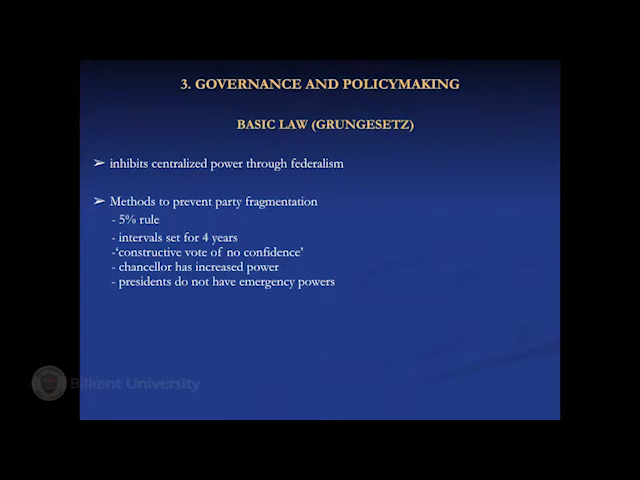 3. GOVERNANCE AND POLICYMAKING
BASIC LAW (GRUNGESETZ)
➢ inhibits centralized power through federalism
➢ Methods to prevent party fragmentation
- 5% rule
- intervals set for 4 years
-‘constructive vote of no confidence’
- chancellor has increased power
- presidents do not have emergency powers
Bilkent University